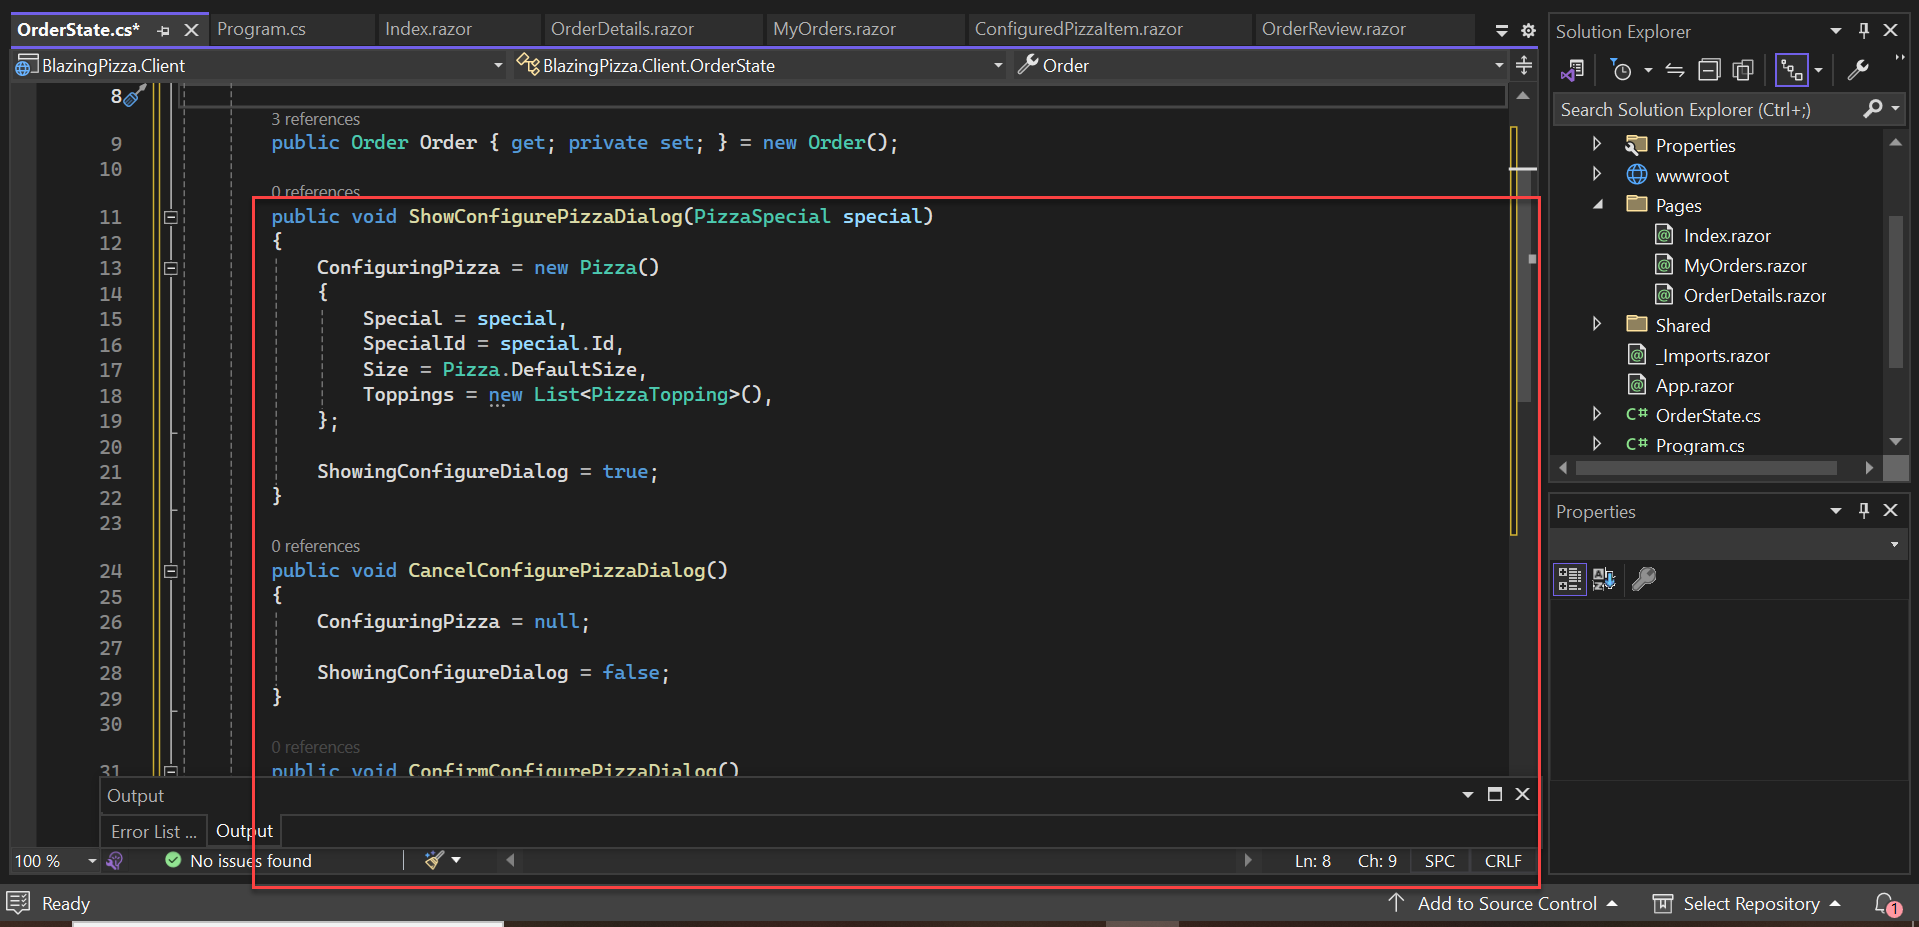 OrderState.cs* Program.cs Index.razor OrderDetails.razor MyOrders.razor ConfiguredPizzaItem.razor OrderReview.razor
BlazingPizza.Client BlazingPizza.Client.OrderState Order
8
3 references
9 public Order Order { get; private set; } = new Order();
10
0 references
11 public void ShowConfigurePizzaDialog(PizzaSpecial special)
12 {
13 ConfiguringPizza = new Pizza()
14 {
15 Special = special,
16 SpecialId = special.Id,
17 Size = Pizza.DefaultSize,
18 Toppings = new List<PizzaTopping>(),
19 };
20
21 ShowingConfigureDialog = true;
22 }
23
0 references
24 public void CancelConfigurePizzaDialog()
25 {
26 ConfiguringPizza = null;
27
28 ShowingConfigureDialog = false;
29 }
30
0 references
31 public void ConfirmConfigurePizzaDialog()
Output
Error List ... Output
100 % No issues found Ln: 8 Ch: 9 SPC CRLF
Solution Explorer
Search Solution Explorer (Ctrl+;)
Properties
wwwroot
Pages
Index.razor
MyOrders.razor
OrderDetails.razor
Shared
_Imports.razor
App.razor
C# OrderState.cs
C# Program.cs
Properties
Ready Add to Source Control Select Repository 1